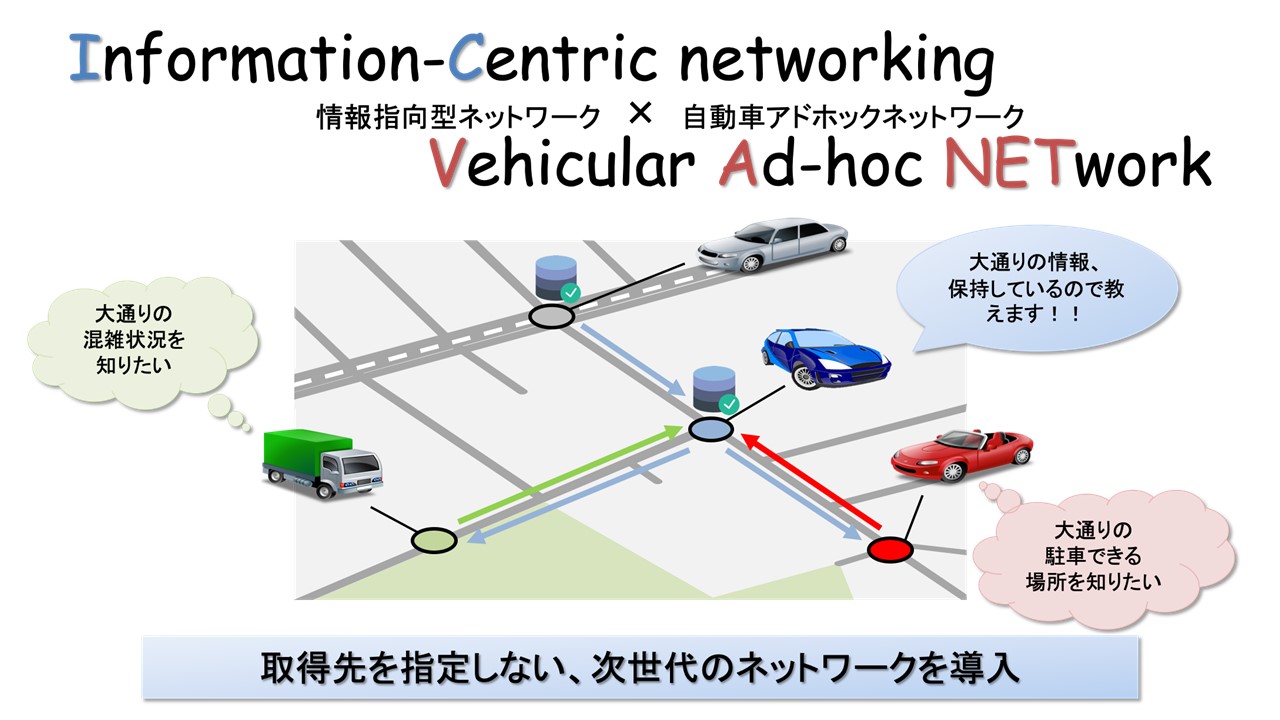 Information-Centric networking
情報指向型ネットワーク × 自動車アドホックネットワーク
Vehicular Ad-hoc NETwork
大通りの
混雑状況を
知りたい
大通りの情報、
保持しているので教
えます！！
大通りの
駐車できる
場所を知りたい
取得先を指定しない、次世代のネットワークを導入